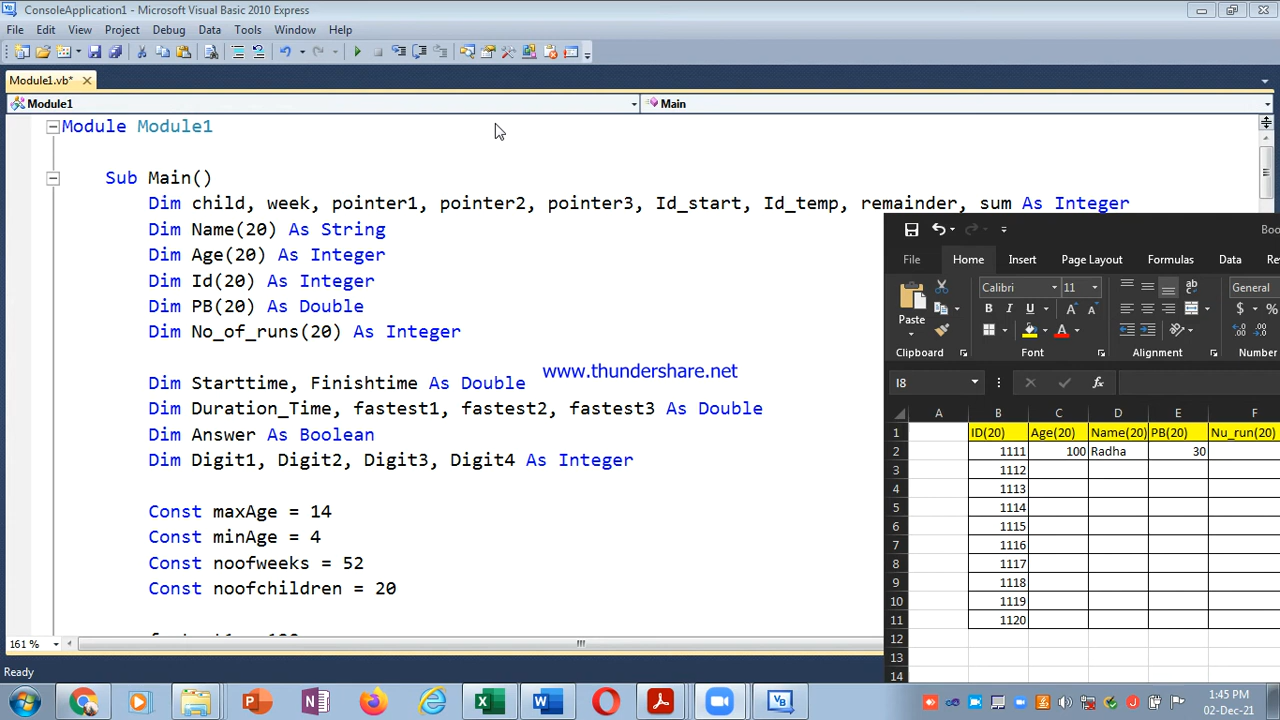 ConsoleApplication1 - Microsoft Visual Basic 2010 Express
File Edit View Project Debug Data Tools Window Help
Module1.vb*
Module1
Main
Module Module1
Sub Main()
Dim child, week, pointer1, pointer2, pointer3, Id_start, Id_temp, remainder, sum As Integer
Dim Name(20) As String
Dim Age(20) As Integer
Dim Id(20) As Integer
Dim PB(20) As Double
Dim No_of_runs(20) As Integer
Dim Starttime, Finishtime As Double
Dim Duration_Time, fastest1, fastest2, fastest3 As Double
Dim Answer As Boolean
Dim Digit1, Digit2, Digit3, Digit4 As Integer
Const maxAge = 14
Const minAge = 4
Const noofweeks = 52
Const noofchildren = 20
www.thundershare.net
161 %
Ready
Boo
File Home Insert Page Layout Formulas Data Re
Calibri 11
General
Paste
B I U
$ %
Clipboard Font Alignment Number
I8
fx
A B C D E F
1 ID(20) Age(20) Name(20) PB(20) Nu_run(20)
2 1111 100 Radha 30
3 1112
4 1113
5 1114
6 1115
7 1116
8 1117
9 1118
10 1119
11 1120
12
13
14
1:45 PM
02-Dec-21